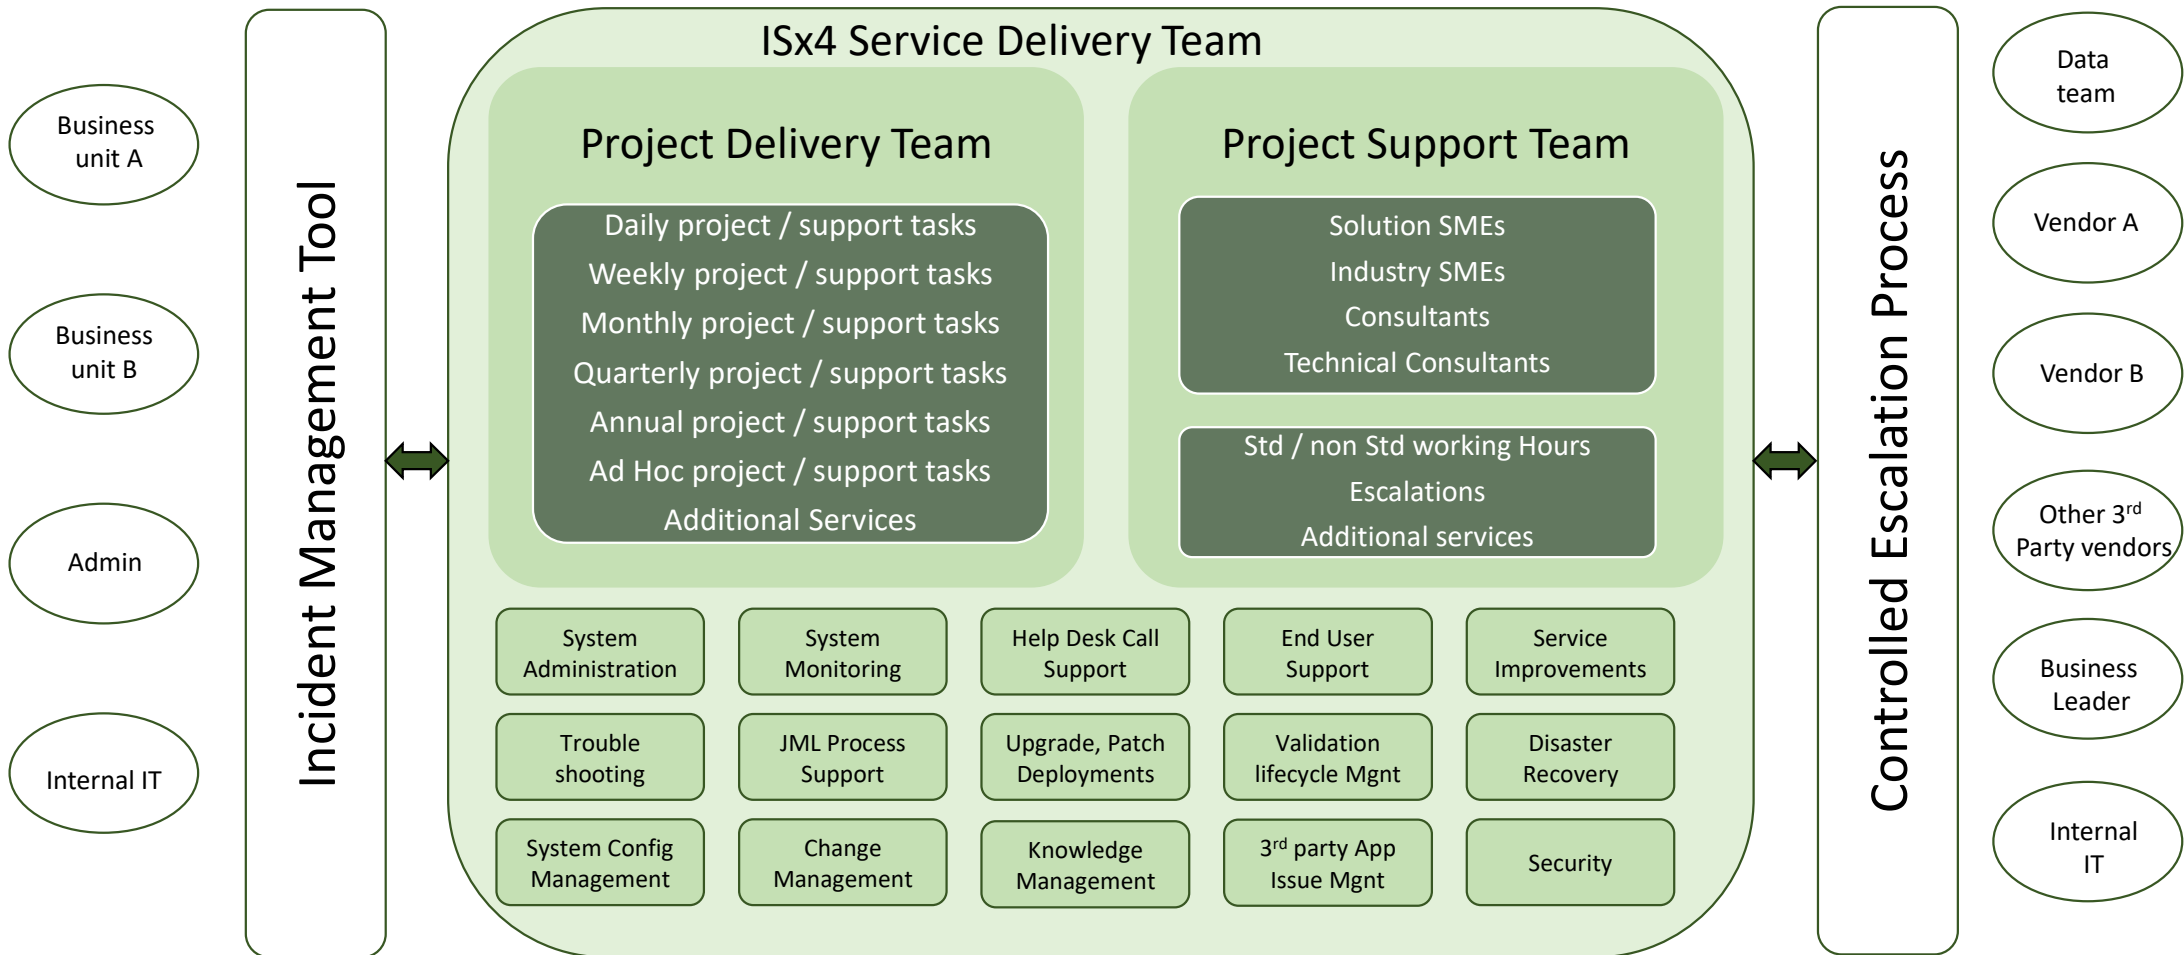 ISx4 Service Delivery Team
Business
unit A
Business
unit B
Admin
Internal IT
Incident Management Tool
Project Delivery Team
Daily project / support tasks
Weekly project / support tasks
Monthly project / support tasks
Quarterly project / support tasks
Annual project / support tasks
Ad Hoc project / support tasks
Additional Services
Project Support Team
Solution SMEs
Industry SMEs
Consultants
Technical Consultants
Std / non Std working Hours
Escalations
Additional services
System
Administration
System
Monitoring
Help Desk Call
Support
End User
Support
Service
Improvements
Trouble
shooting
JML Process
Support
Upgrade, Patch
Deployments
Validation
lifecycle Mgnt
Disaster
Recovery
System Config
Management
Change
Management
Knowledge
Management
3rd party App
Issue Mgnt
Security
Controlled Escalation Process
Data
team
Vendor A
Vendor B
Other 3rd
Party vendors
Business
Leader
Internal
IT